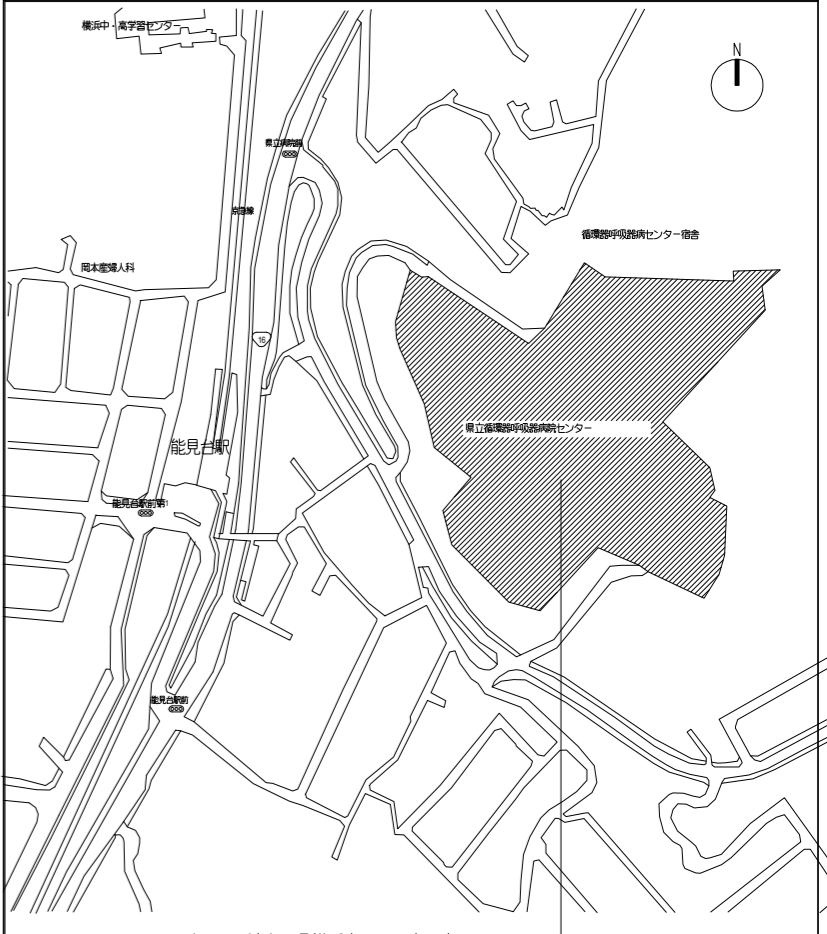 横浜中・高学習センター
N
県立病院前
京急線
循環器呼吸器病センター宿舎
岡本産婦人科
16
県立循環器呼吸器病院センター
能見台駅
能見台駅前第1
能見台駅前